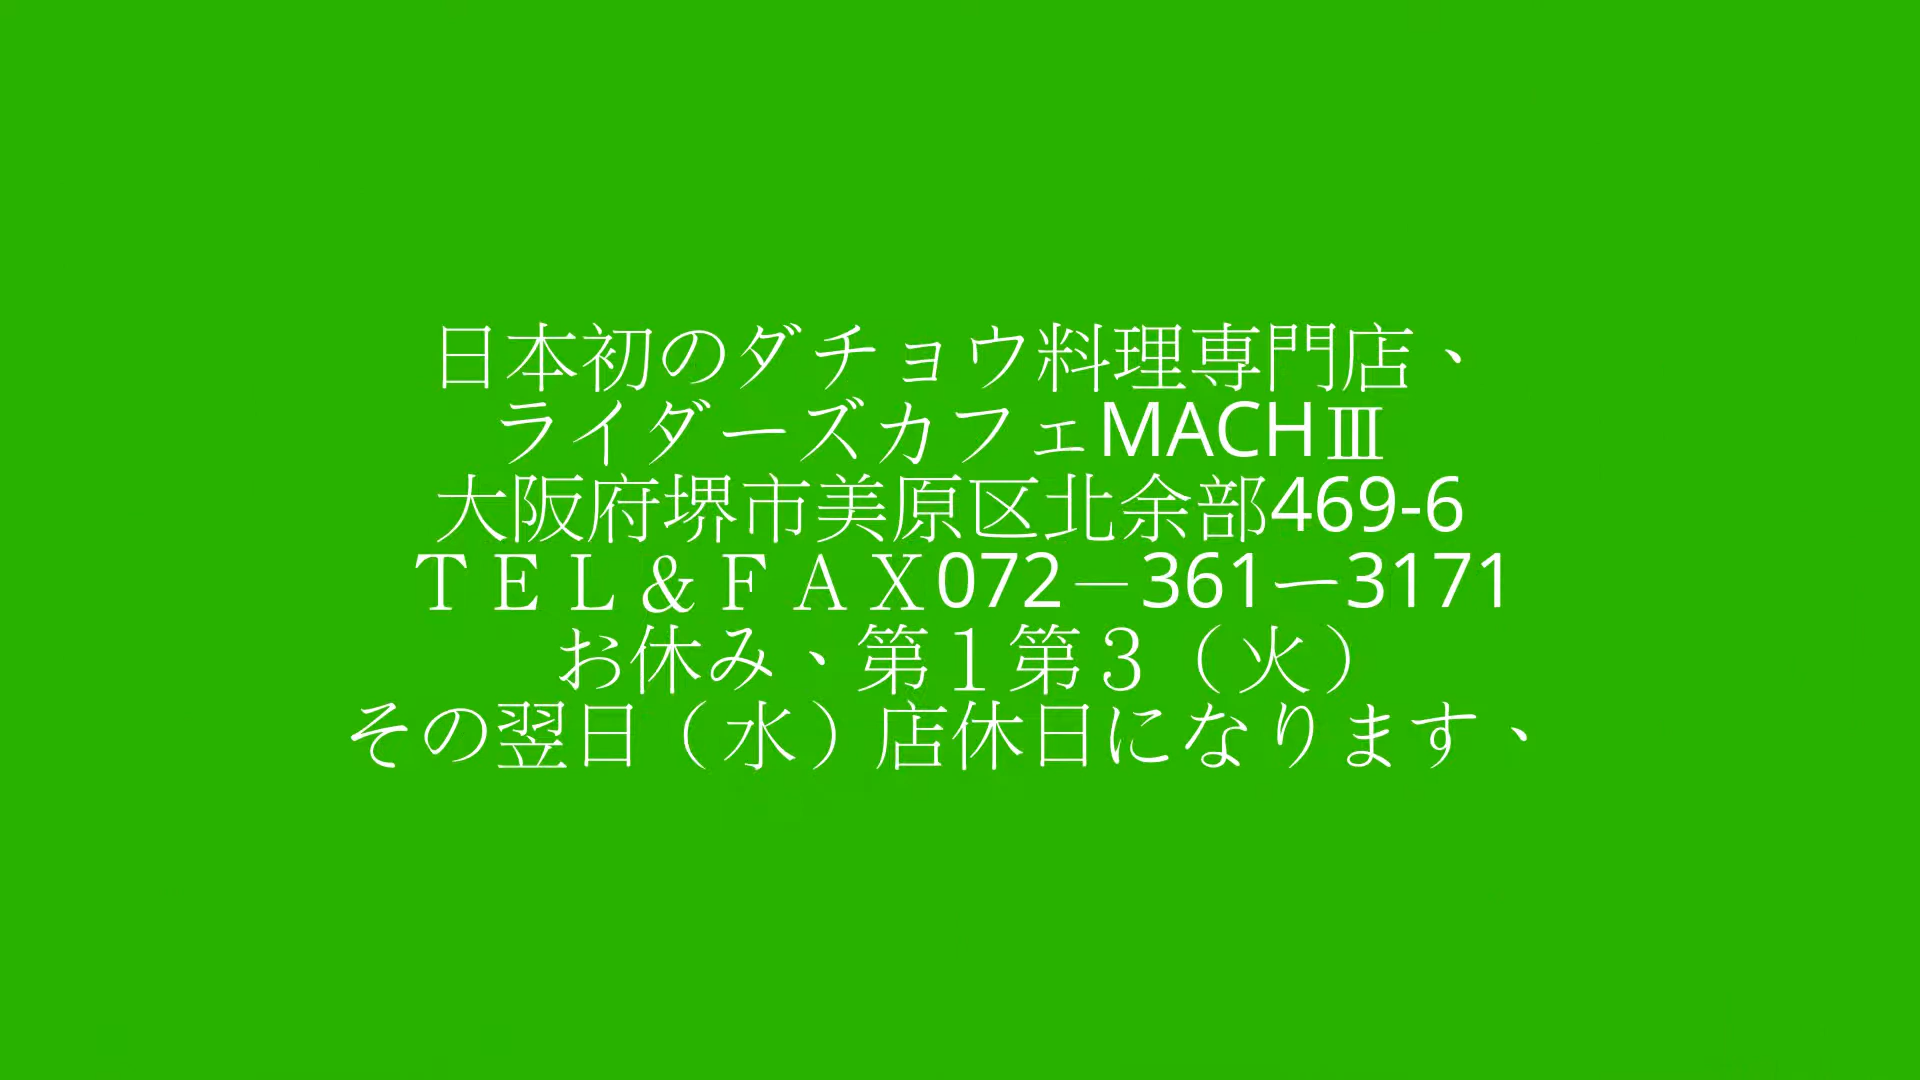 日本初のダチョウ料理専門店、
ライダーズカフェMACHⅢ
大阪府堺市美原区北余部469-6
ＴＥＬ＆ＦＡＸ072－361ー3171
お休み、第１第３（火）
その翌日（水）店休日になります、